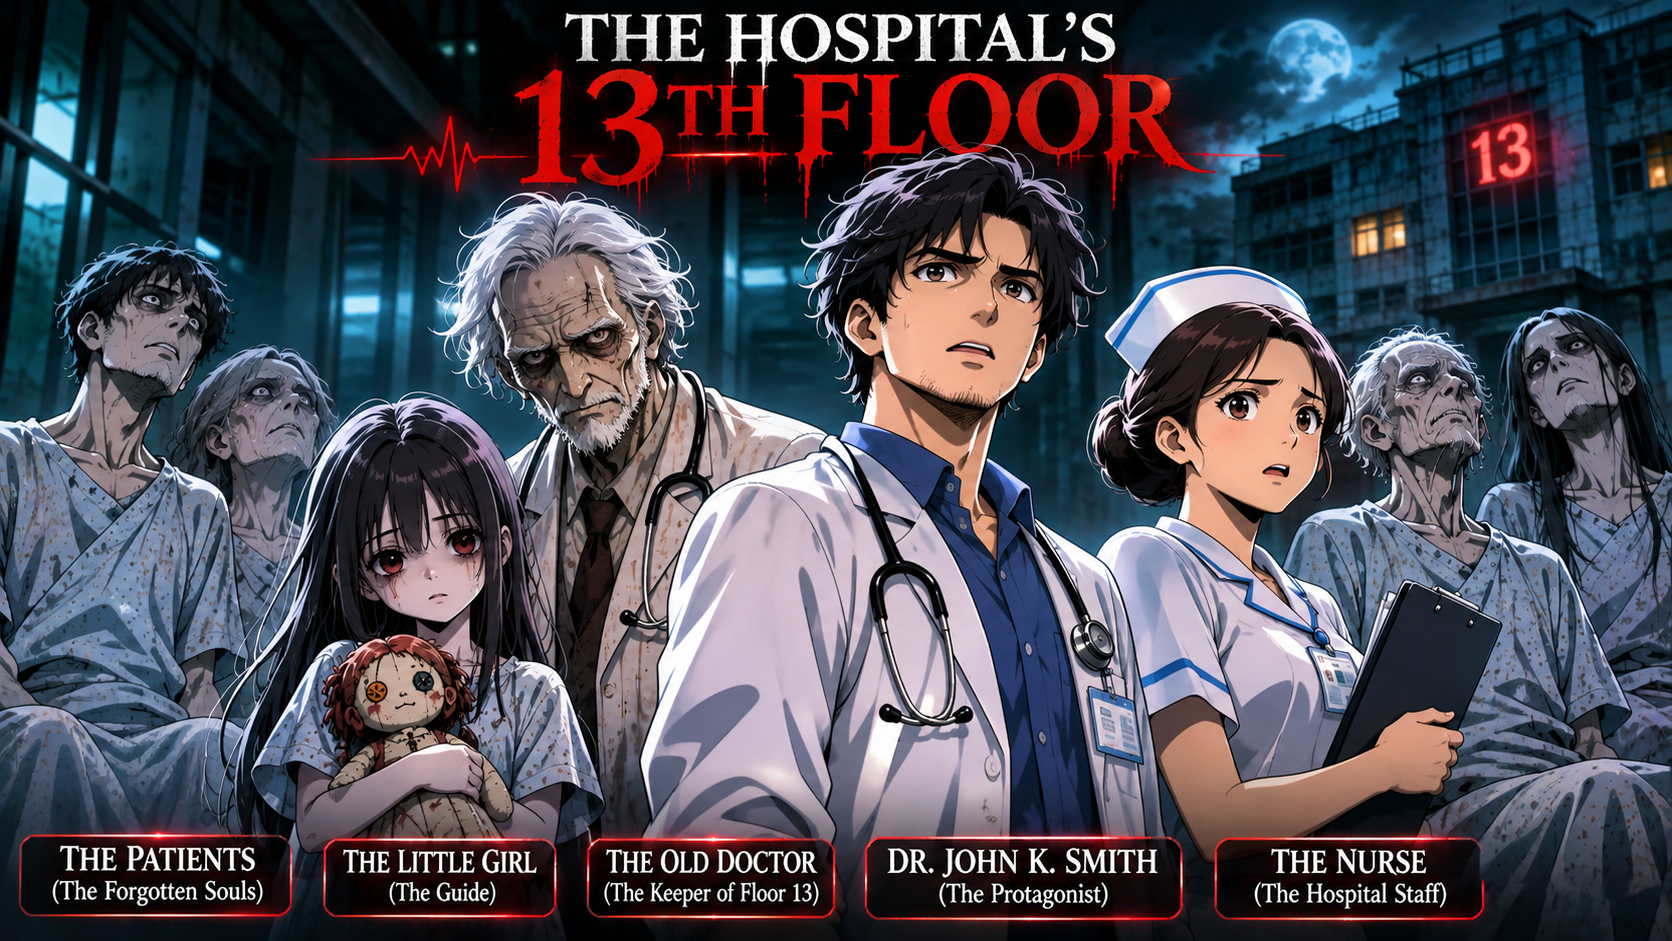 THE HOSPITAL'S
13TH FLOOR
13
THE PATIENTS
(The Forgotten Souls)
THE LITTLE GIRL
(The Guide)
THE OLD DOCTOR
(The Keeper of Floor 13)
DR. JOHN K. SMITH
(The Protagonist)
THE NURSE
(The Hospital Staff)